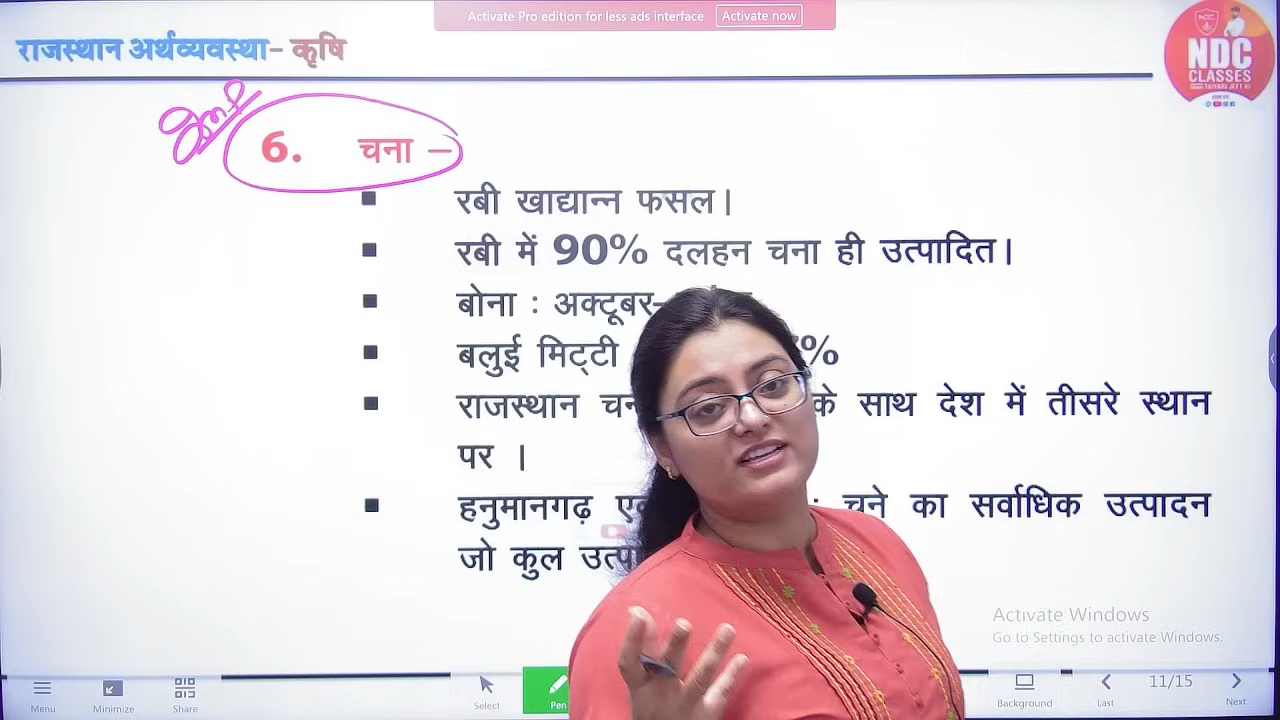 Activate Pro edition for less ads interface Activate now
राजस्थान अर्थव्यवस्था– कृषि
NDC
NDC
CLASSES
Imp
6. चना –
रबी खाद्यान्न फसल।
रबी में 90% दलहन चना ही उत्पादित।
बोना : अक्टूबर–
बलुई मिट्टी %
राजस्थान के साथ देश में तीसरे स्थान
पर ।
हनुमानगढ़ : चने का सर्वाधिक उत्पादन
जो कुल
Activate Windows
Go to Settings to activate Windows.
Menu Minimize Share Select Pen Background Last 11/15 Next